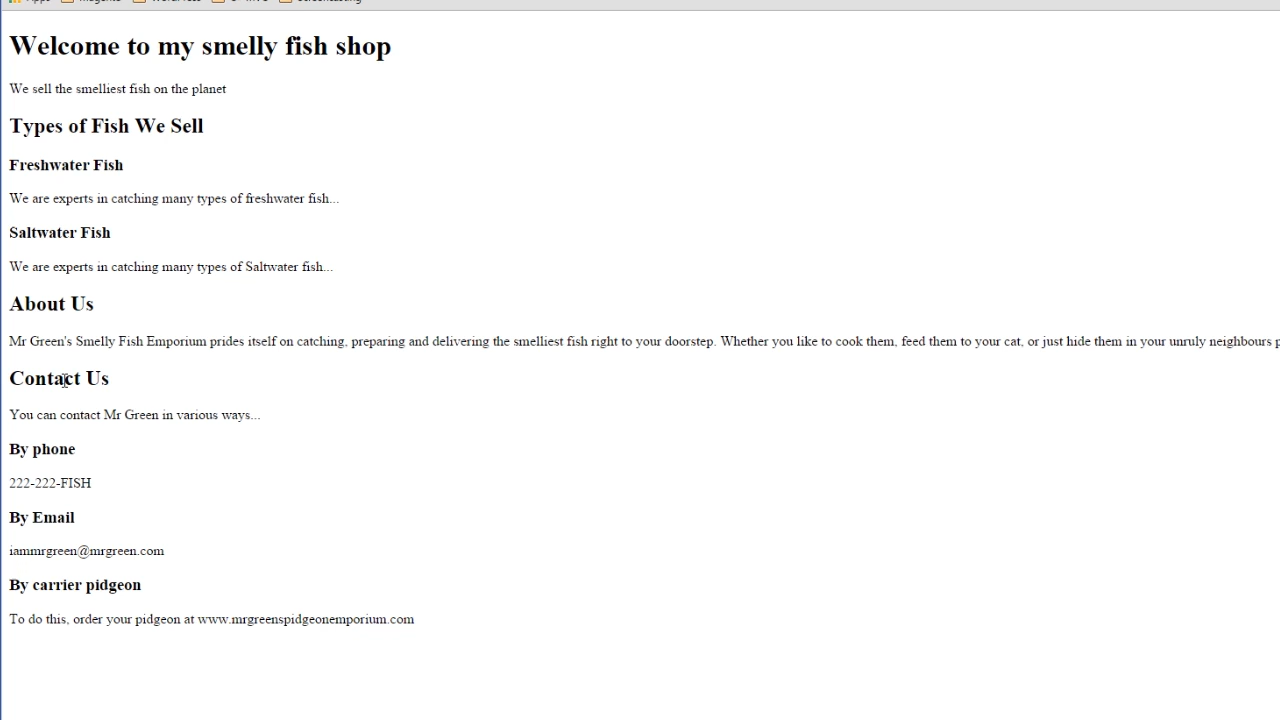 Welcome to my smelly fish shop
We sell the smelliest fish on the planet
Types of Fish We Sell
Freshwater Fish
We are experts in catching many types of freshwater fish...
Saltwater Fish
We are experts in catching many types of Saltwater fish...
About Us
Mr Green's Smelly Fish Emporium prides itself on catching, preparing and delivering the smelliest fish right to your doorstep. Whether you like to cook them, feed them to your cat, or just hide them in your unruly neighbours
Contact Us
You can contact Mr Green in various ways...
By phone
222-222-FISH
By Email
iammrgreen@mrgreen.com
By carrier pidgeon
To do this, order your pidgeon at www.mrgreenspidgeonemporium.com